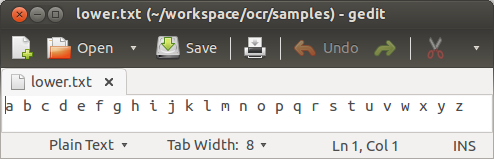 lower.txt (~/workspace/ocr/samples) - gedit
Open Save Undo
lower.txt
a b c d e f g h i j k l m n o p q r s t u v w x y z
Plain Text Tab Width: 8 Ln 1, Col 1 INS